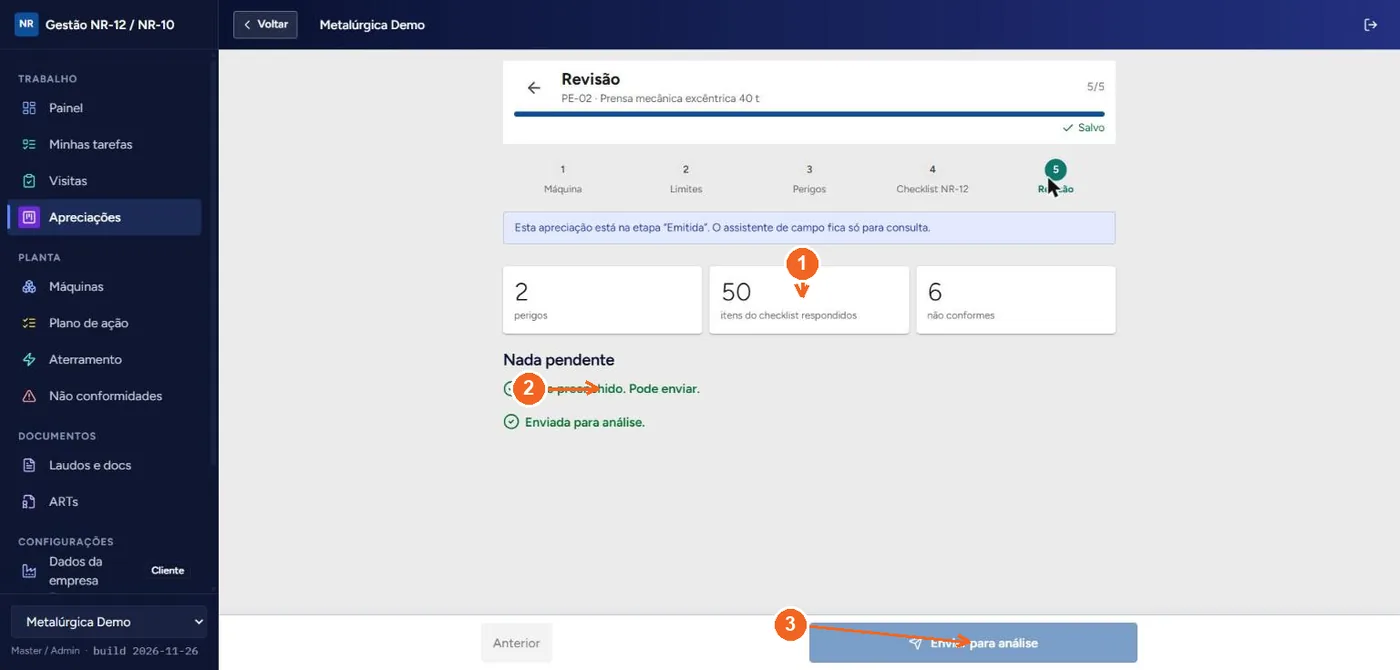 NR Gestão NR-12 / NR-10
Voltar
Metalúrgica Demo
TRABALHO
Painel
Minhas tarefas
Visitas
Apreciações
PLANTA
Máquinas
Plano de ação
Aterramento
Não conformidades
DOCUMENTOS
Laudos e docs
ARTs
CONFIGURAÇÕES
Dados da
empresa
Cliente
Metalúrgica Demo
Master / Admin · build 2026-11-26
Revisão
5/5
PE-02 · Prensa mecânica excêntrica 40 t
Salvo
1
2
3
4
5
Máquina
Limites
Perigos
Checklist NR-12
Esta apreciação está na etapa "Emitida". O assistente de campo fica só para consulta.
1
2
perigos
50
itens do checklist respondidos
6
não conformes
Nada pendente
2
Pode enviar.
Enviada para análise.
3
Anterior
para análise